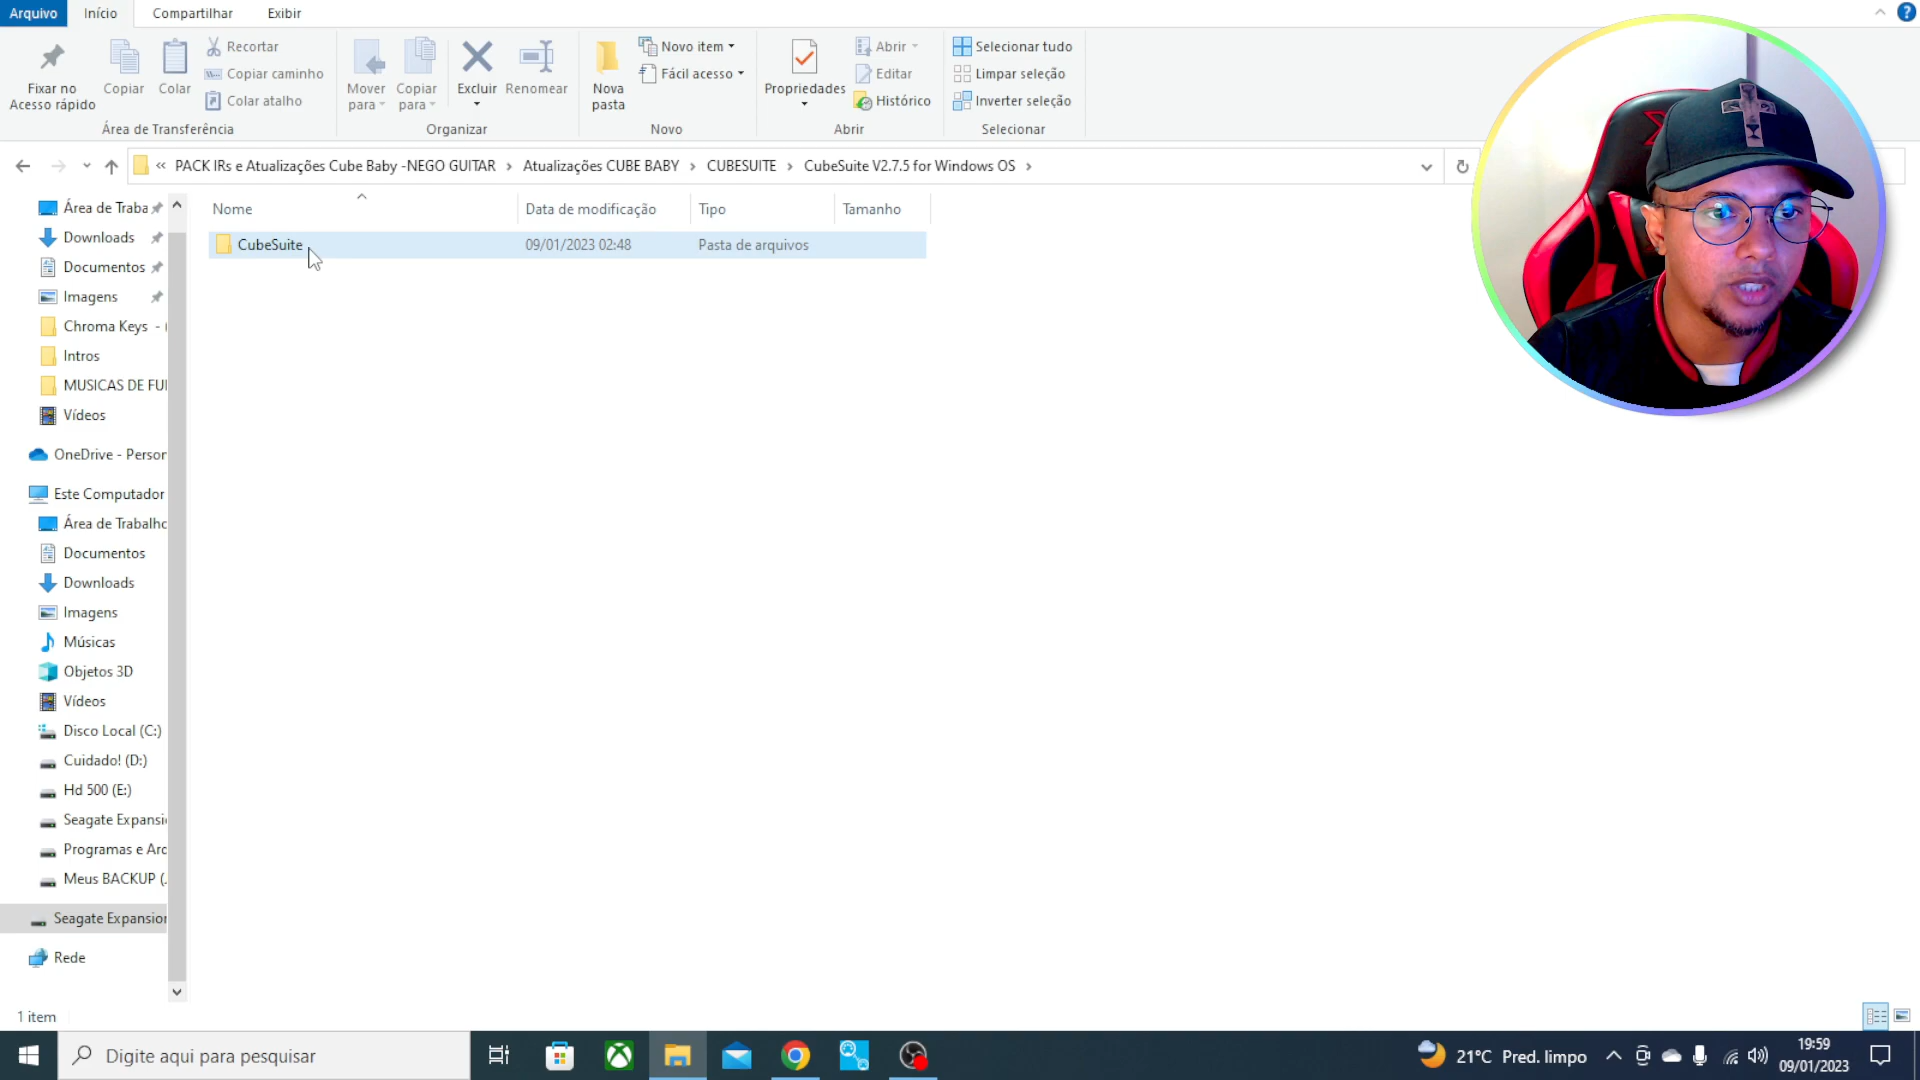 Arquivo Início Compartilhar Exibir
Fixar no
Acesso rápido
Copiar
Colar
Recortar
Copiar caminho
Colar atalho
Área de Transferência
Mover
para
Copiar
para
Excluir
Renomear
Organizar
Nova
pasta
Novo item
Fácil acesso
Novo
Propriedades
Abrir
Editar
Histórico
Abrir
Selecionar tudo
Limpar seleção
Inverter seleção
Selecionar
« PACK IRs e Atualizações Cube Baby -NEGO GUITAR › Atualizações CUBE BABY › CUBESUITE › CubeSuite V2.7.5 for Windows OS ›
Nome Data de modificação Tipo Tamanho
CubeSuite 09/01/2023 02:48 Pasta de arquivos
Área de Traba
Downloads
Documentos
Imagens
Chroma Keys - (
Intros
MUSICAS DE FUI
Vídeos
OneDrive - Person
Este Computador
Área de Trabalho
Documentos
Downloads
Imagens
Músicas
Objetos 3D
Vídeos
Disco Local (C:)
Cuidado! (D:)
Hd 500 (E:)
Seagate Expansi
Programas e Arc
Meus BACKUP (.
Seagate Expansion
Rede
1 item
Digite aqui para pesquisar
21°C Pred. limpo
19:59
09/01/2023